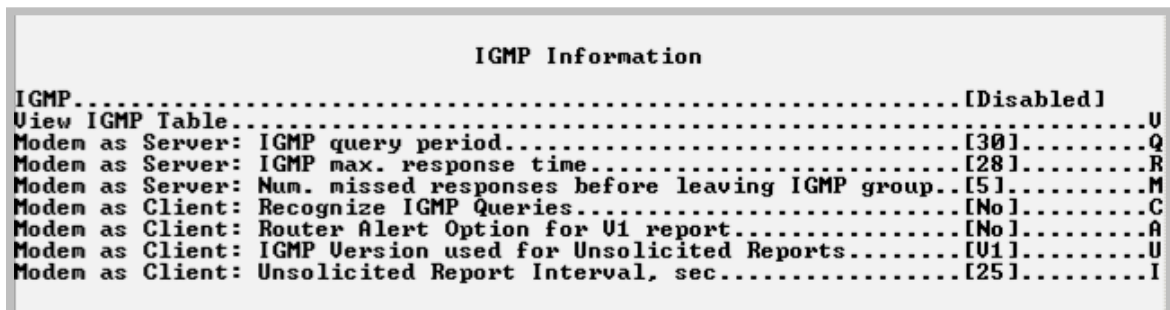 IGMP Information
IGMP..............................................................[Disabled]
View IGMP Table................................................................V
Modem as Server: IGMP query period................................[30].........Q
Modem as Server: IGMP max. response time..........................[28].........R
Modem as Server: Num. missed responses before leaving IGMP group..[5]..........M
Modem as Client: Recognize IGMP Queries...........................[No].........C
Modem as Client: Router Alert Option for V1 report................[No].........A
Modem as Client: IGMP Version used for Unsolicited Reports........[V1].........U
Modem as Client: Unsolicited Report Interval, sec.................[25].........I